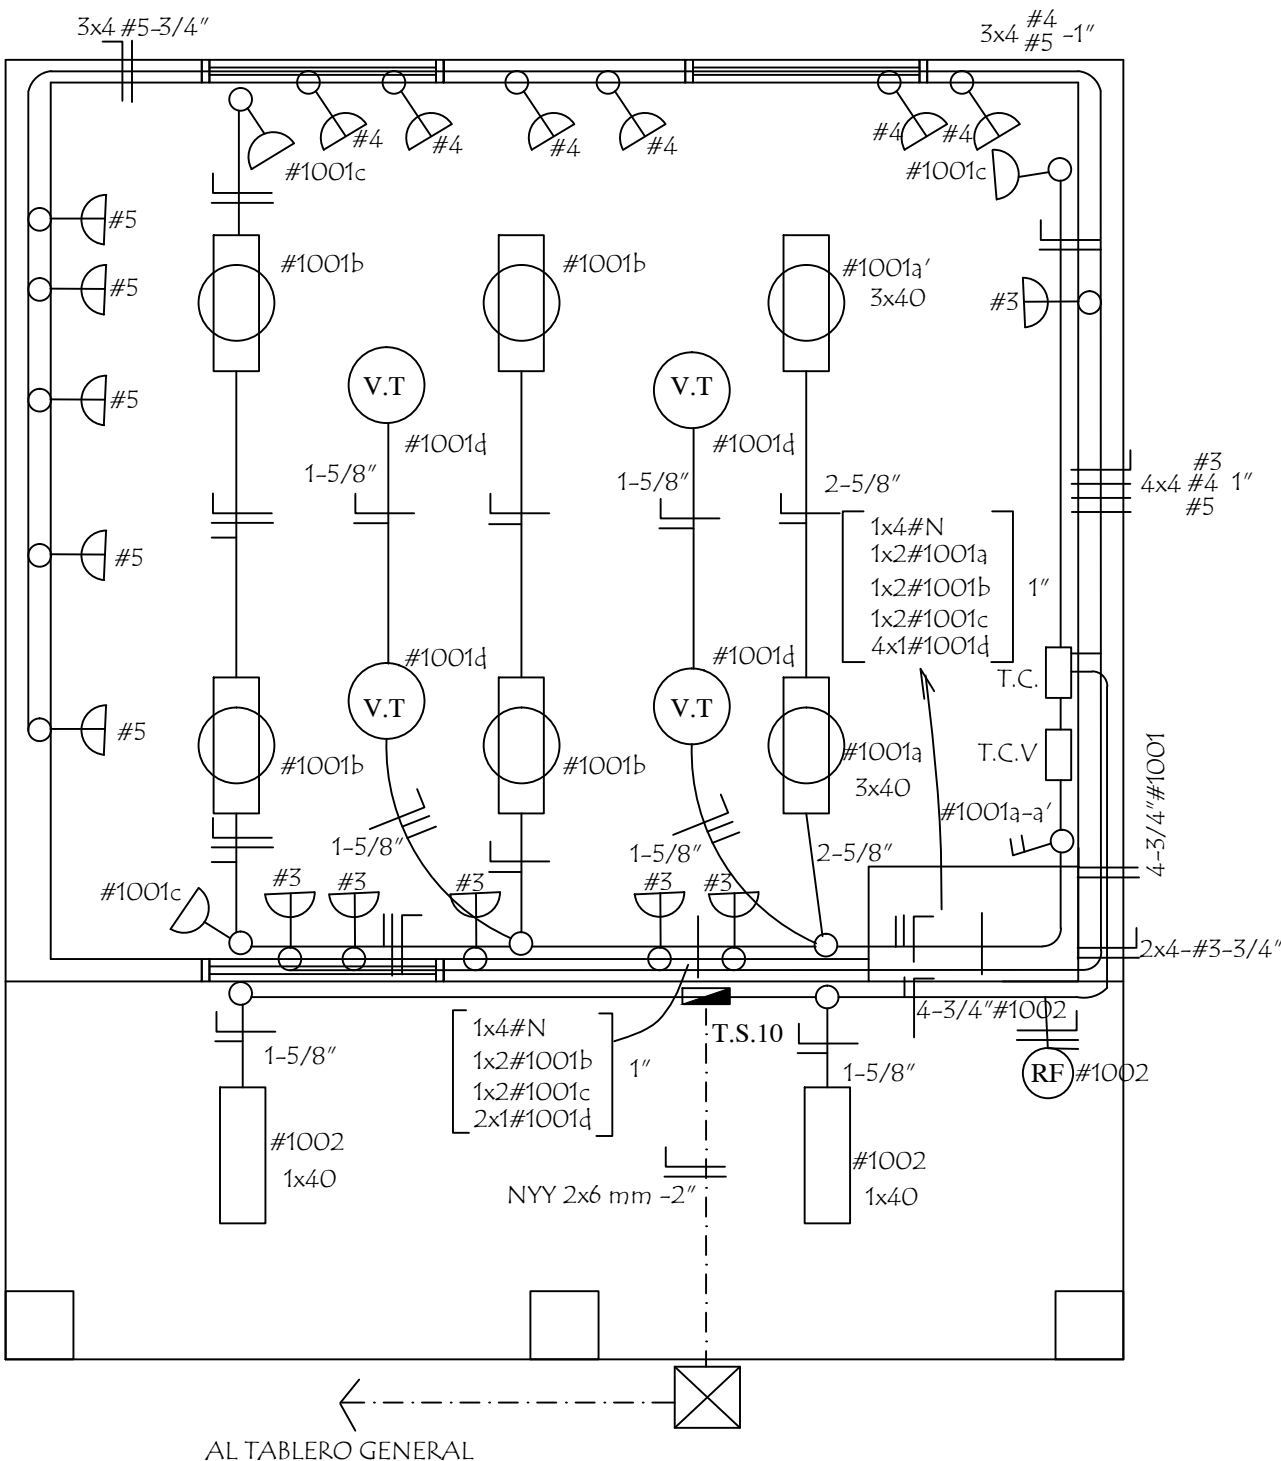 3x4 #5-3/4"
3x4 #4 #5 -1"
#4
#4
#4
#4
#4
#4
#1001c
#1001c
#5
#5
#5
#5
#5
#1001b
#1001b
#1001a'
3x40
#3
V.T
V.T
#1001d
#1001d
1-5/8"
1-5/8"
2-5/8"
#3
4x4 #4 1"
#5
1x4#N
1x2#1001a
1x2#1001b
1x2#1001c
4x1#1001d
1"
#1001d
#1001d
V.T
V.T
T.C.
T.C.V
#1001b
#1001b
#1001a
3x40
#1001a-a'
4-3/4"#1001
1-5/8"
1-5/8"
2-5/8"
#1001c
#3
#3
#3
#3
#3
2x4-#3-3/4"
4-3/4"#1002
1x4#N
1x2#1001b
1x2#1001c
2x1#1001d
1"
T.S.10
1-5/8"
1-5/8"
RF
#1002
#1002
1x40
#1002
1x40
NYY 2x6 mm -2"
AL TABLERO GENERAL